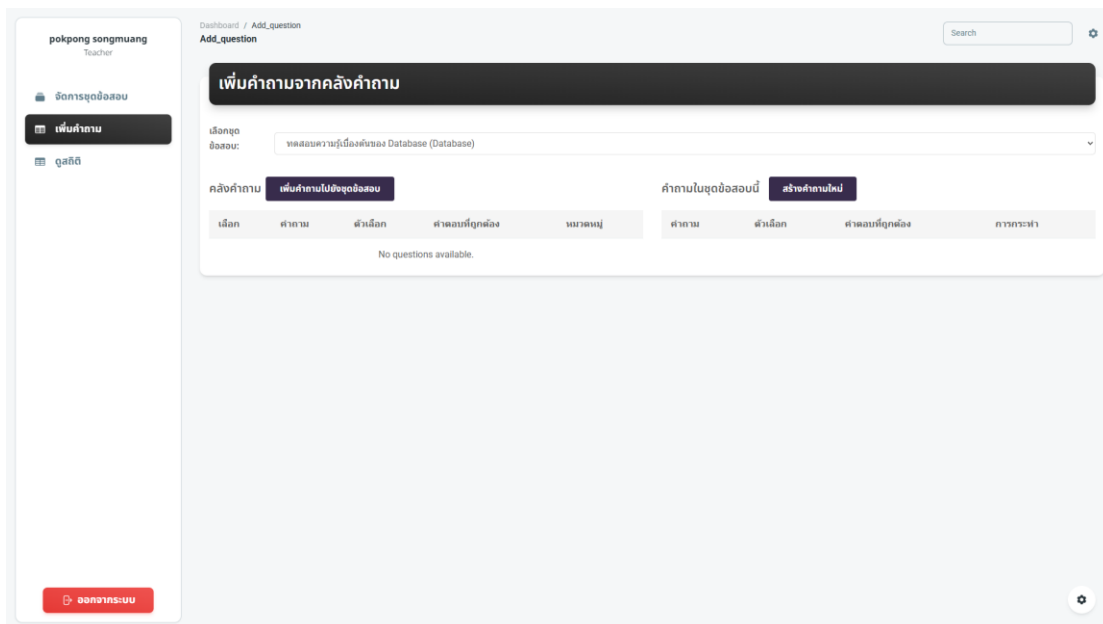 pokpong songmuang
Teacher
จัดการชุดข้อสอบ
เพิ่มคำถาม
ดูสถิติ
ออกจากระบบ
Dashboard / Add_question
Add_question
Search
เพิ่มคำถามจากคลังคำถาม
เลือกชุด
ข้อสอบ:
ทดสอบความรู้เบื้องต้นของ Database (Database)
คลังคำถาม เพิ่มคำถามไปยังชุดข้อสอบ
เลือก คำถาม ตัวเลือก คำตอบที่ถูกต้อง หมวดหมู่
No questions available.
คำถามในชุดข้อสอบนี้ สร้างคำถามใหม่
คำถาม ตัวเลือก คำตอบที่ถูกต้อง การกระทำ